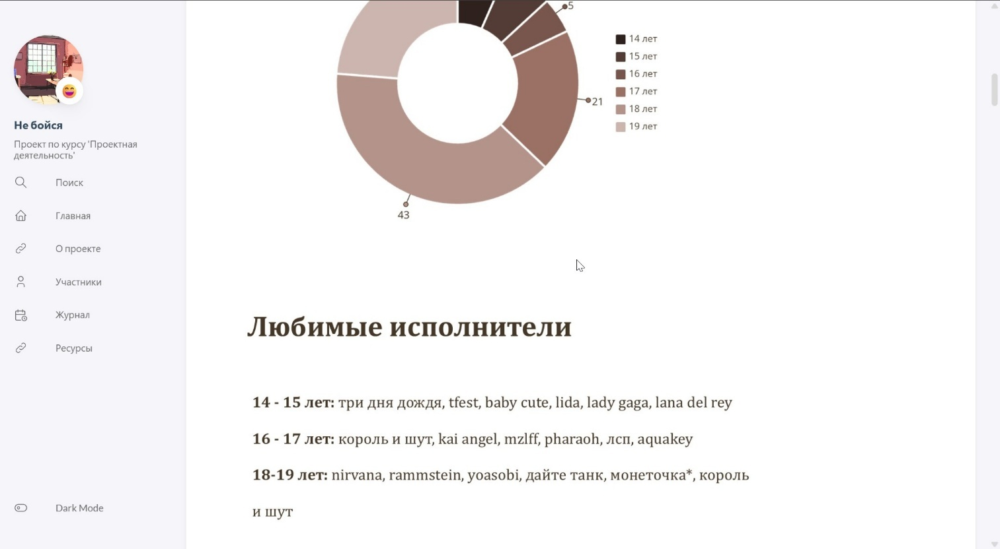 Не бойся
Проект по курсу 'Проектная
деятельность'
Поиск
Главная
О проекте
Участники
Журнал
Ресурсы
Dark Mode
5
21
43
14 лет
15 лет
16 лет
17 лет
18 лет
19 лет
Любимые исполнители
14 - 15 лет: три дня дождя, tfest, baby cute, lida, lady gaga, lana del rey
16 - 17 лет: король и шут, kai angel, mzlff, pharaoh, лсп, aquakey
18-19 лет: nirvana, rammstein, yoasobi, дайте танк, монеточка*, король
и шут